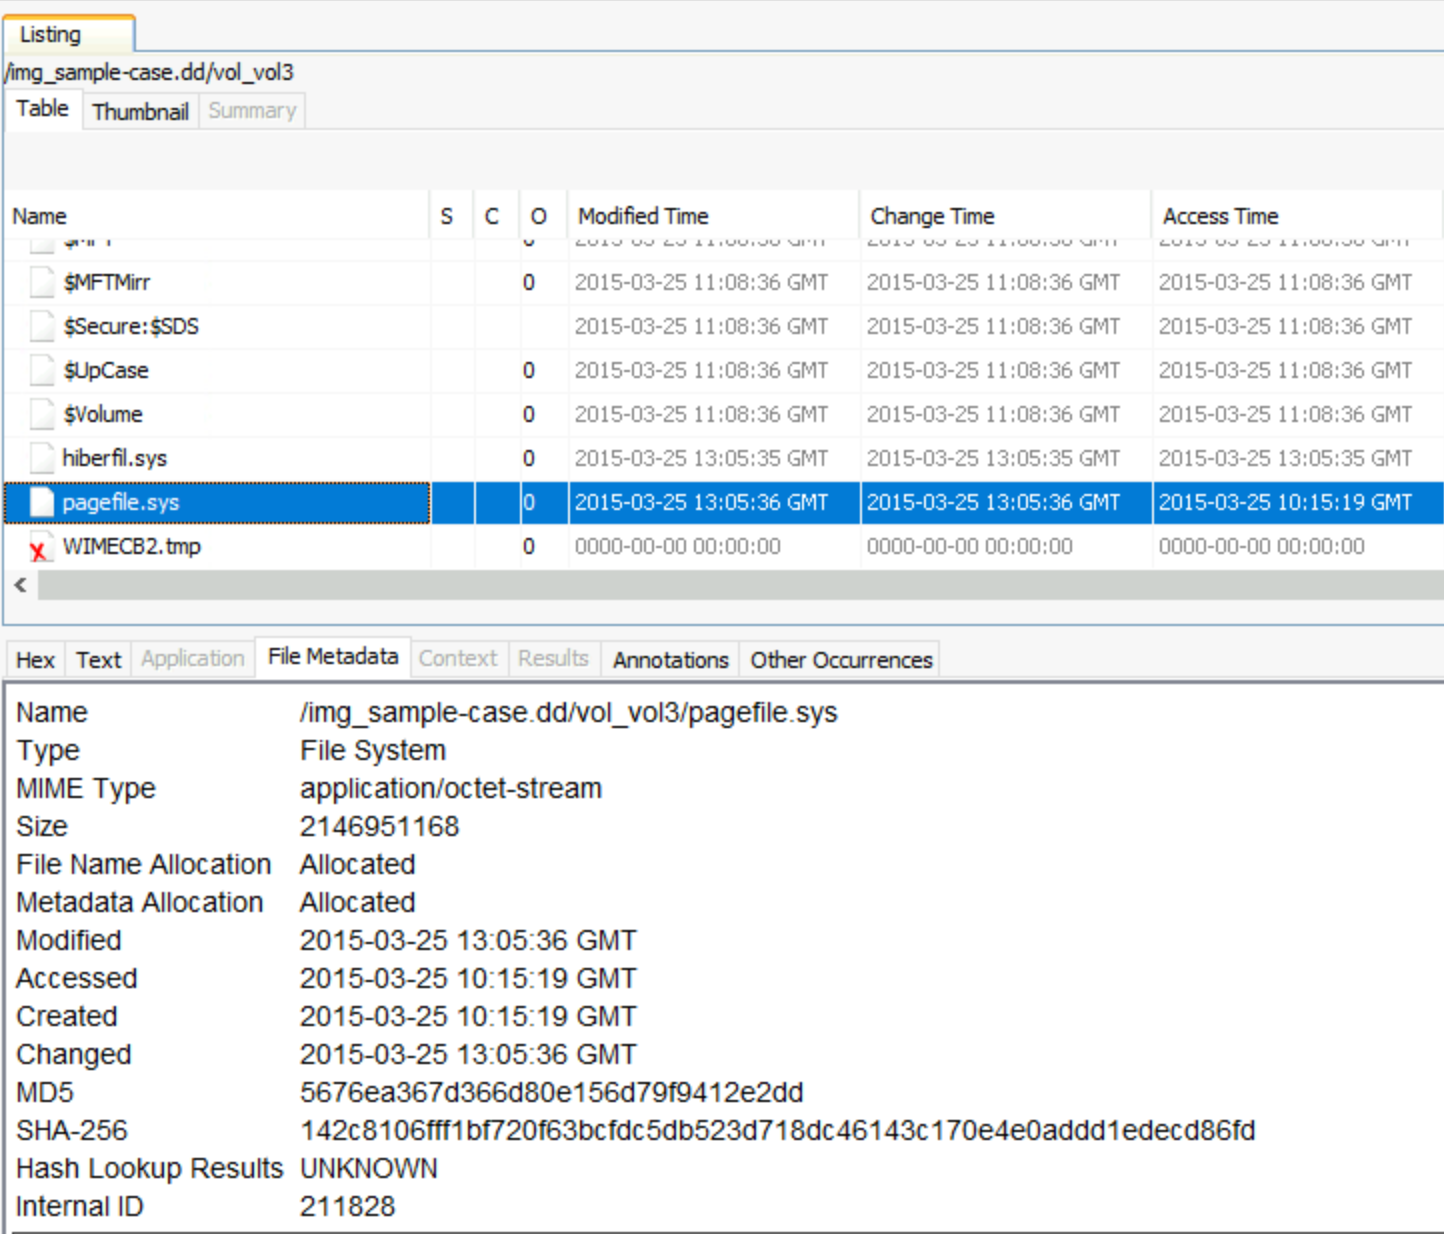 Listing
/img_sample-case.dd/vol_vol3
Table Thumbnail Summary
Name S C O Modified Time Change Time Access Time
$MFTMirr 0 2015-03-25 11:08:36 GMT 2015-03-25 11:08:36 GMT 2015-03-25 11:08:36 GMT
$Secure:$SDS 2015-03-25 11:08:36 GMT 2015-03-25 11:08:36 GMT 2015-03-25 11:08:36 GMT
$UpCase 0 2015-03-25 11:08:36 GMT 2015-03-25 11:08:36 GMT 2015-03-25 11:08:36 GMT
$Volume 0 2015-03-25 11:08:36 GMT 2015-03-25 11:08:36 GMT 2015-03-25 11:08:36 GMT
hiberfil.sys 0 2015-03-25 13:05:35 GMT 2015-03-25 13:05:35 GMT 2015-03-25 13:05:35 GMT
pagefile.sys 0 2015-03-25 13:05:36 GMT 2015-03-25 13:05:36 GMT 2015-03-25 10:15:19 GMT
WIMECB2.tmp 0 0000-00-00 00:00:00 0000-00-00 00:00:00 0000-00-00 00:00:00
Hex Text Application File Metadata Context Results Annotations Other Occurrences
Name /img_sample-case.dd/vol_vol3/pagefile.sys
Type File System
MIME Type application/octet-stream
Size 2146951168
File Name Allocation Allocated
Metadata Allocation Allocated
Modified 2015-03-25 13:05:36 GMT
Accessed 2015-03-25 10:15:19 GMT
Created 2015-03-25 10:15:19 GMT
Changed 2015-03-25 13:05:36 GMT
MD5 5676ea367d366d80e156d79f9412e2dd
SHA-256 142c8106fff1bf720f63bcfdc5db523d718dc46143c170e4e0addd1edecd86fd
Hash Lookup Results UNKNOWN
Internal ID 211828